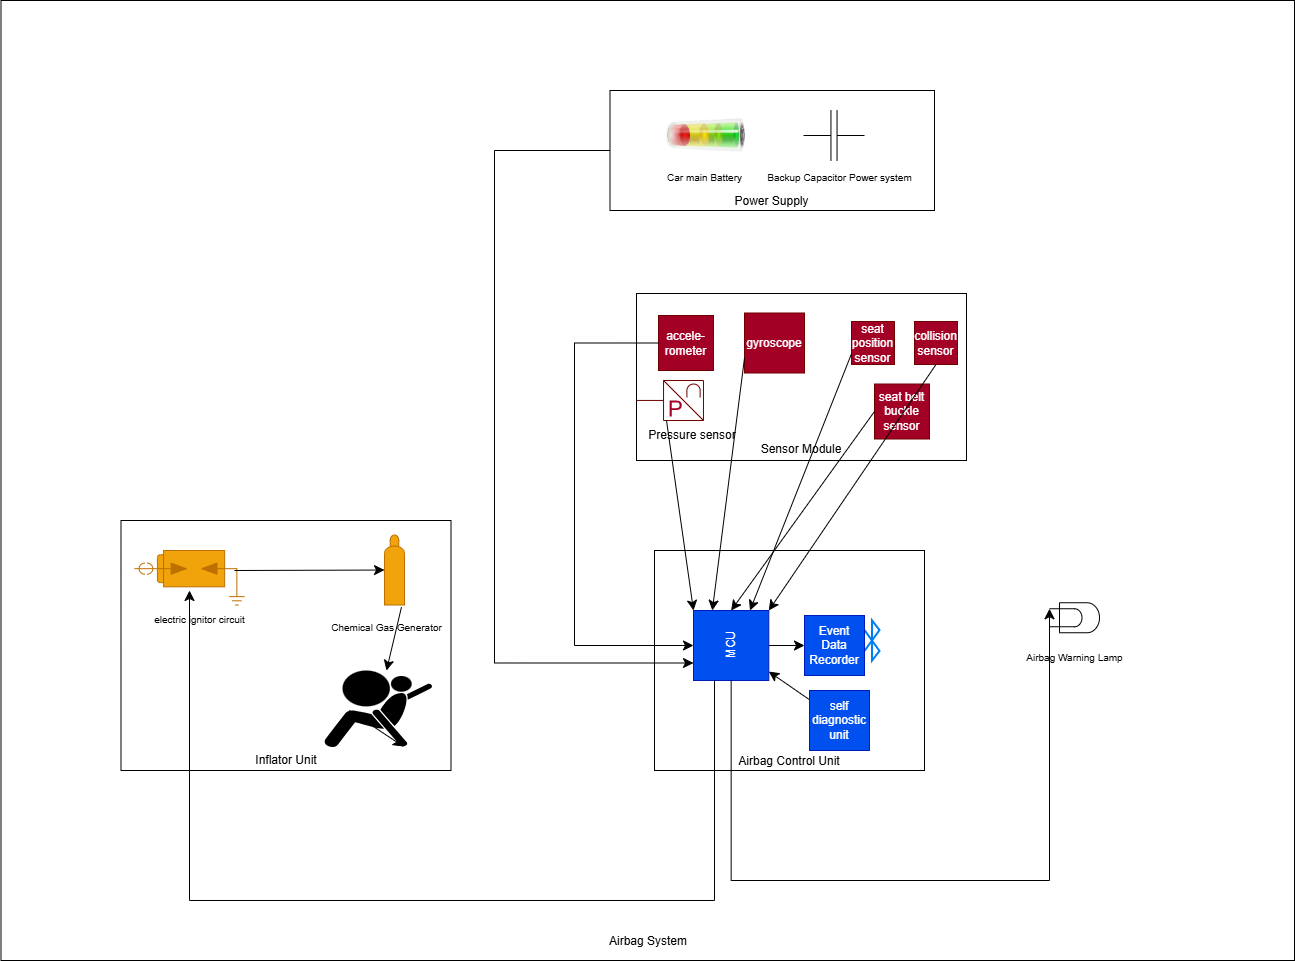 Car main Battery
Backup Capacitor Power system
Power Supply
accele-
rometer
gyroscope
seat
position
sensor
collision
sensor
P
Pressure sensor
seat belt
buckle
sensor
Sensor Module
electric ignitor circuit
Chemical Gas Generator
Inflator Unit
MCU
Event
Data
Recorder
self
diagnostic
unit
Airbag Control Unit
Airbag Warning Lamp
Airbag System